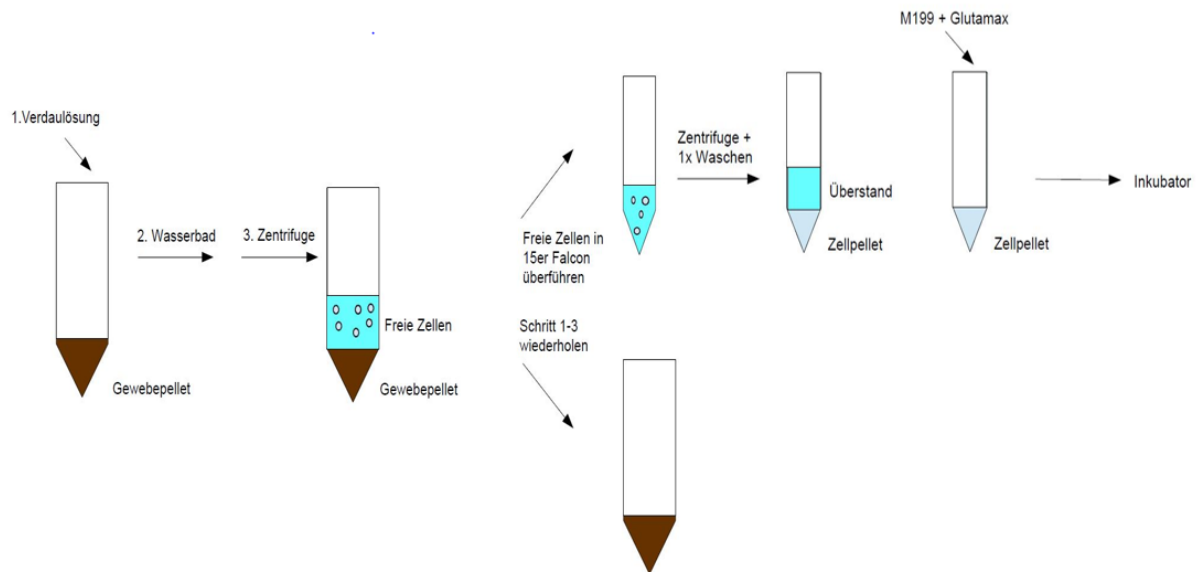 1.Verdaulösung
Gewebepellet
2. Wasserbad
3. Zentrifuge
Freie Zellen
Gewebepellet
Freie Zellen in
15er Falcon
überführen
Schritt 1-3
wiederholen
Zentrifuge +
1x Waschen
Überstand
Zellpellet
M199 + Glutamax
Zellpellet
Inkubator